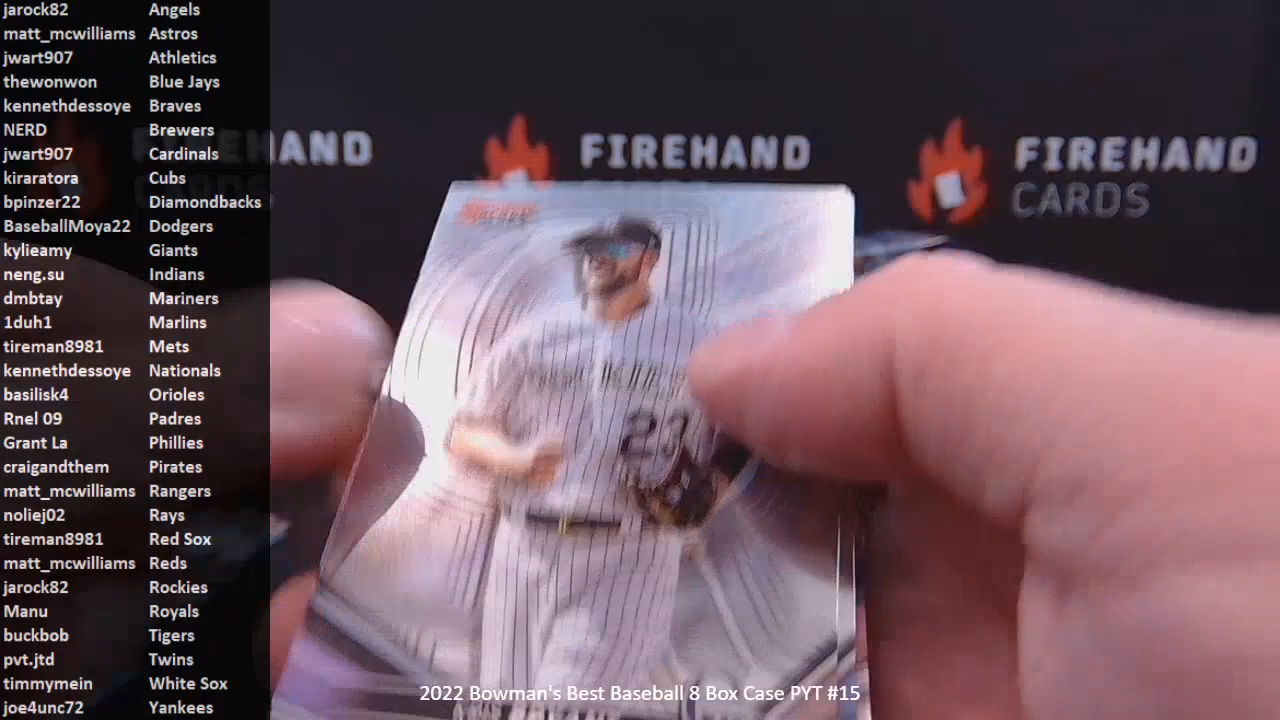 jarock82 Angels
matt_mcwilliams Astros
jwart907 Athletics
thewonwon Blue Jays
kennethdessoye Braves
NERD Brewers
jwart907 Cardinals
kiraratora Cubs
bpinzer22 Diamondbacks
BaseballMoya22 Dodgers
kylieamy Giants
neng.su Indians
dmbtay Mariners
1duh1 Marlins
tireman8981 Mets
kennethdessoye Nationals
basilisk4 Orioles
Rnel 09 Padres
Grant La Phillies
craigandthem Pirates
matt_mcwilliams Rangers
noliej02 Rays
tireman8981 Red Sox
matt_mcwilliams Reds
jarock82 Rockies
Manu Royals
buckbob Tigers
pvt.jtd Twins
timmymein White Sox
joe4unc72 Yankees
FIREHAND
CARDS
FIREHAND
FIREHAND
CARDS
23
2022 Bowman's Best Baseball 8 Box Case PYT #15